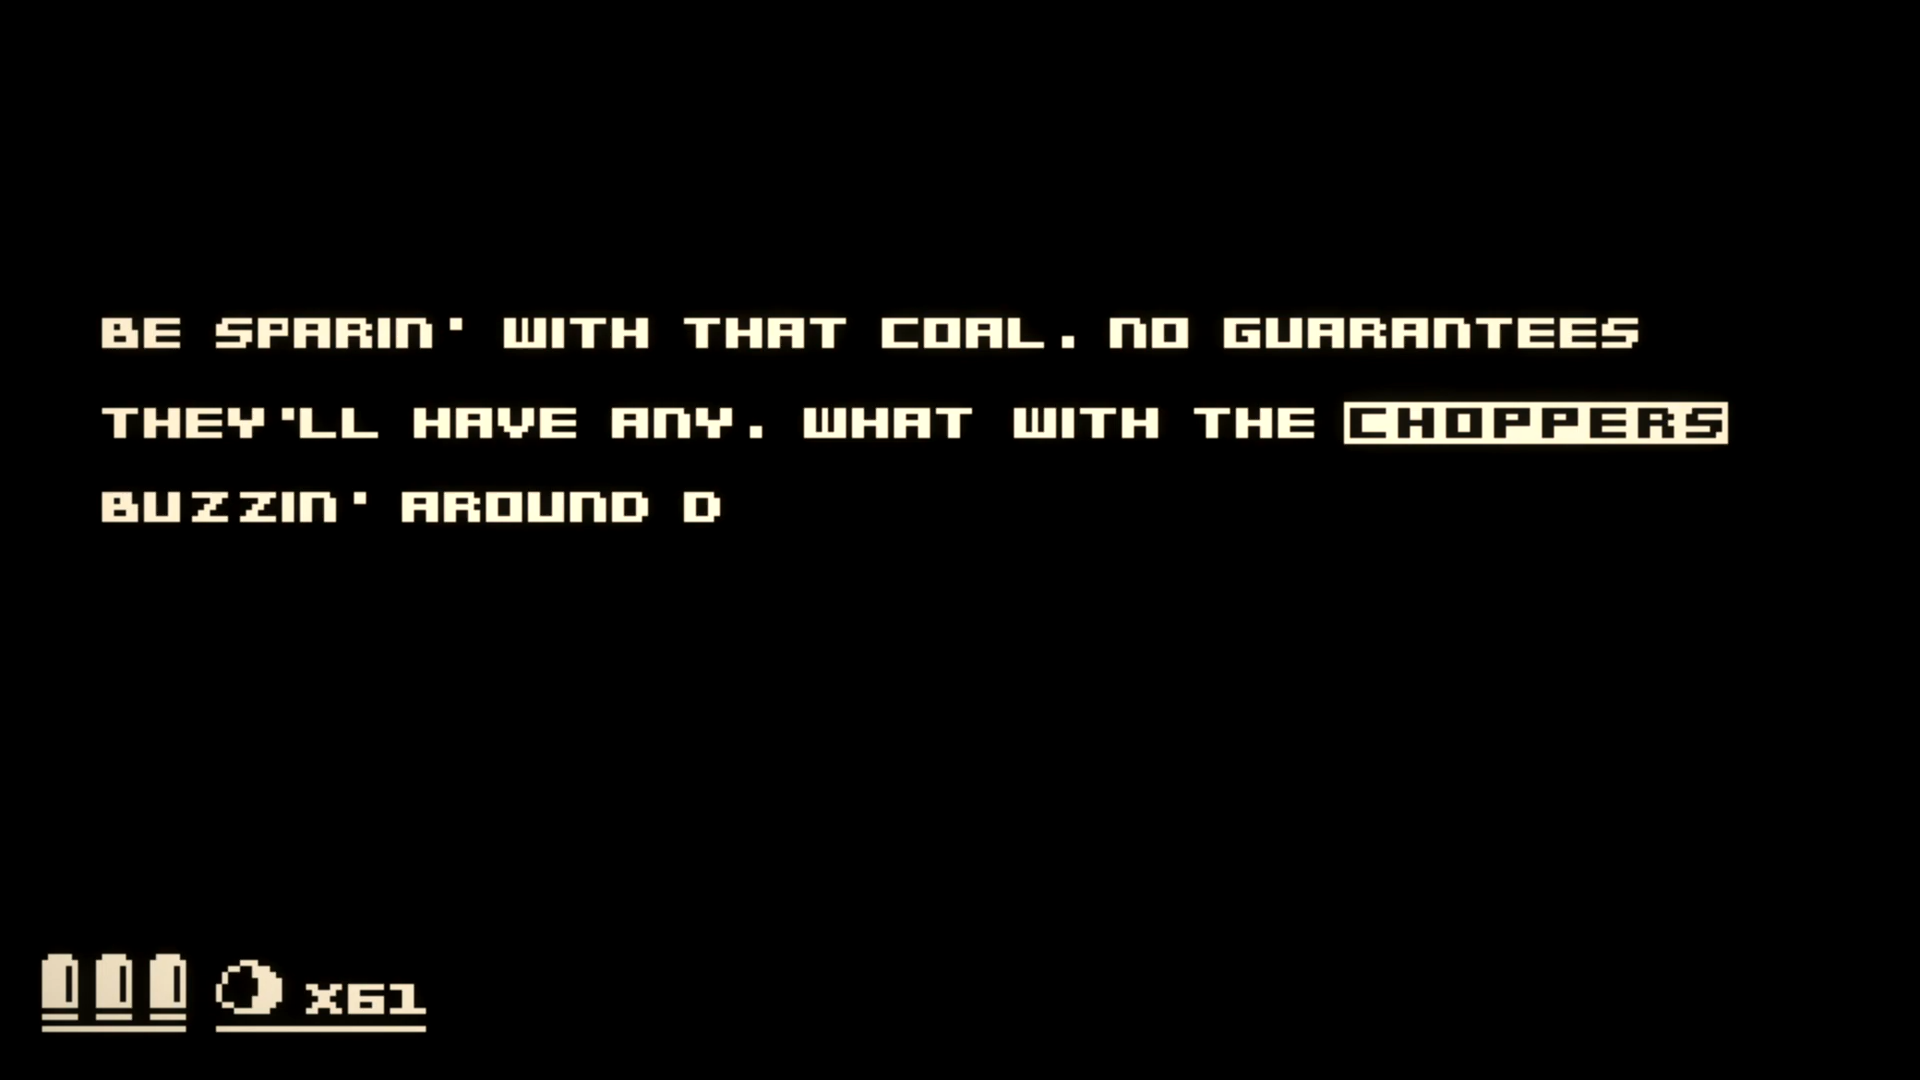 BE SPARIN' WITH THAT COAL. NO GUARANTEES
THEY'LL HAVE ANY. WHAT WITH THE CHOPPERS
BUZZIN' AROUND D
X61